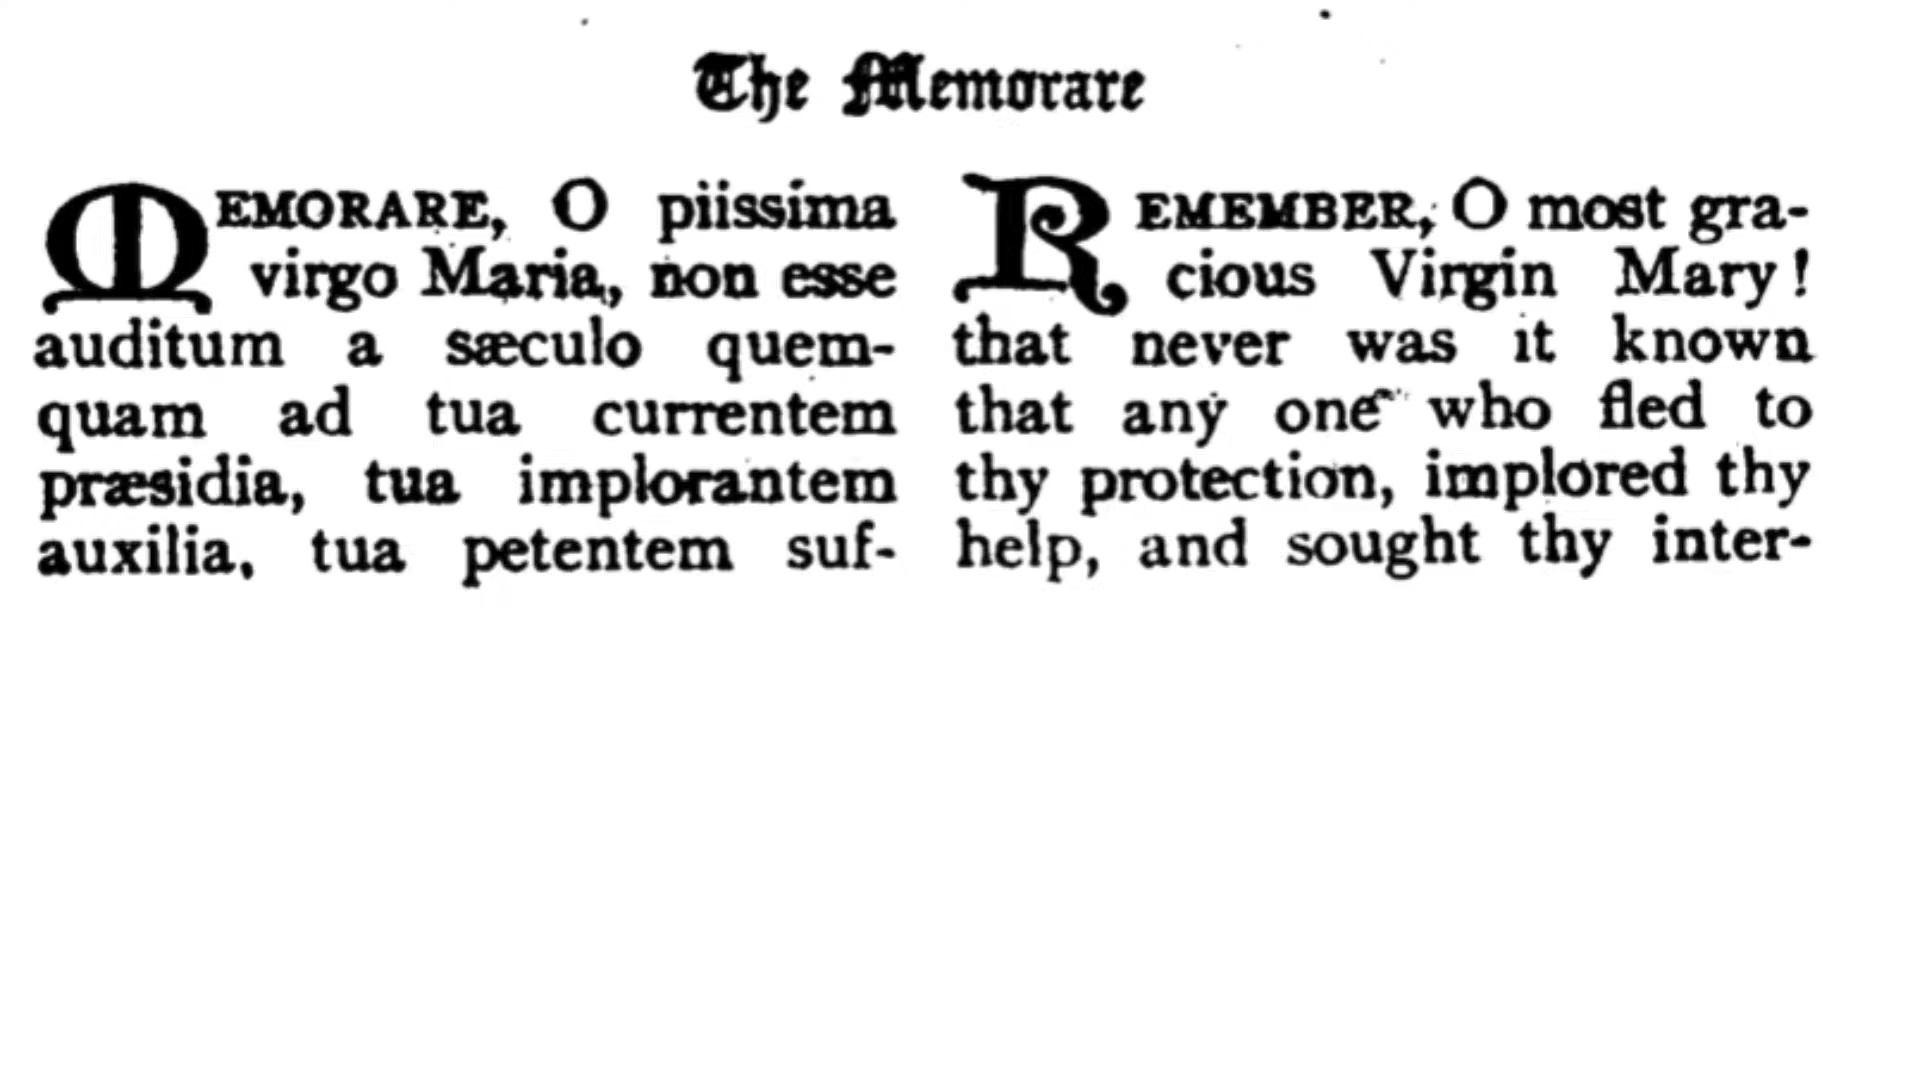 The Memorare
MEMORARE, O piissima
virgo Maria, non esse
auditum a sæculo quem-
quam ad tua currentem
præsidia, tua implorantem
auxilia, tua petentem suf-
REMEMBER, O most gra-
cious Virgin Mary!
that never was it known
that any one who fled to
thy protection, implored thy
help, and sought thy inter-